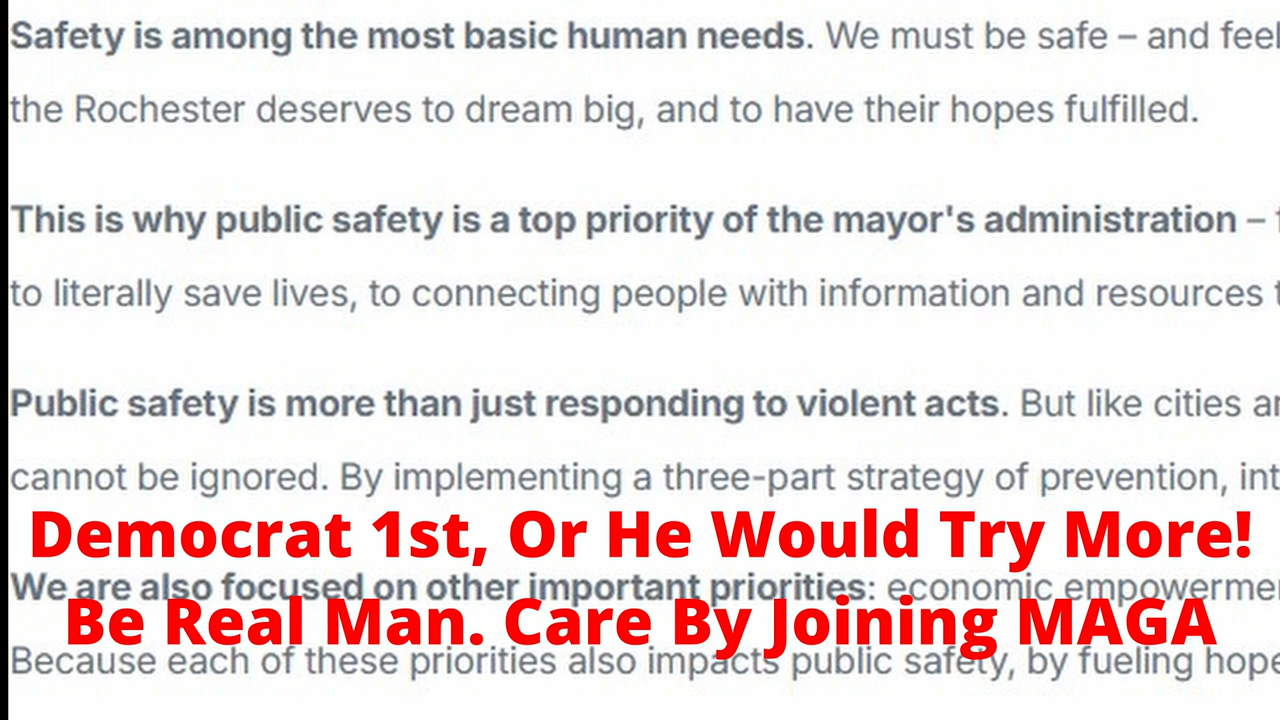 Safety is among the most basic human needs. We must be safe – and feel
the Rochester deserves to dream big, and to have their hopes fulfilled.
This is why public safety is a top priority of the mayor's administration –
to literally save lives, to connecting people with information and resources
Public safety is more than just responding to violent acts. But like cities
cannot be ignored. By implementing a three-part strategy of prevention,
Democrat 1st, Or He Would Try More!
We are also focused on other important priorities: economic
Be Real Man. Care By Joining MAGA
Because each of these priorities also impacts public safety, by fueling